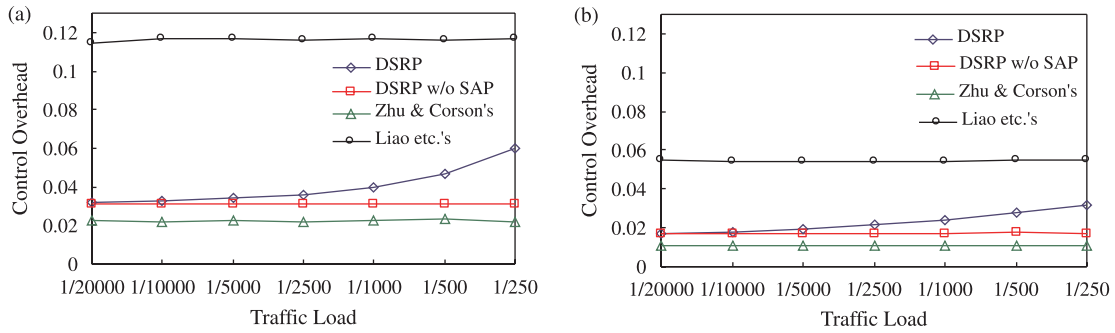 (a)
0.12
0.1
0.08
0.06
0.04
0.02
0
Control Overhead
DSRP
DSRP w/o SAP
Zhu & Corson's
Liao etc.'s
1/20000 1/10000 1/5000 1/2500 1/1000 1/500 1/250
Traffic Load
(b)
0.12
0.1
0.08
0.06
0.04
0.02
0
Control Overhead
DSRP
DSRP w/o SAP
Zhu & Corson's
Liao etc.'s
1/20000 1/10000 1/5000 1/2500 1/1000 1/500 1/250
Traffic Load